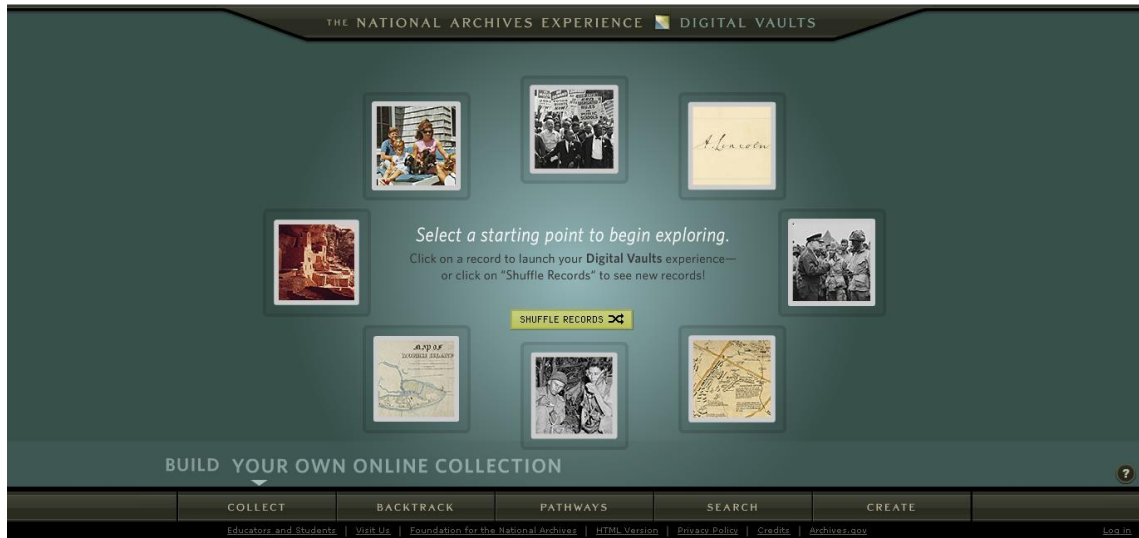 THE NATIONAL ARCHIVES EXPERIENCE DIGITAL VAULTS
A. Lincoln
Select a starting point to begin exploring.
Click on a record to launch your Digital Vaults experience—
or click on "Shuffle Records" to see new records!
SHUFFLE RECORDS
MAP OF
BUILD YOUR OWN ONLINE COLLECTION
?
COLLECT BACKTRACK PATHWAYS SEARCH CREATE
Educators and Students | Visit Us | Foundation for the National Archives | HTML Version | Privacy Policy | Credits | Archives.gov Log in